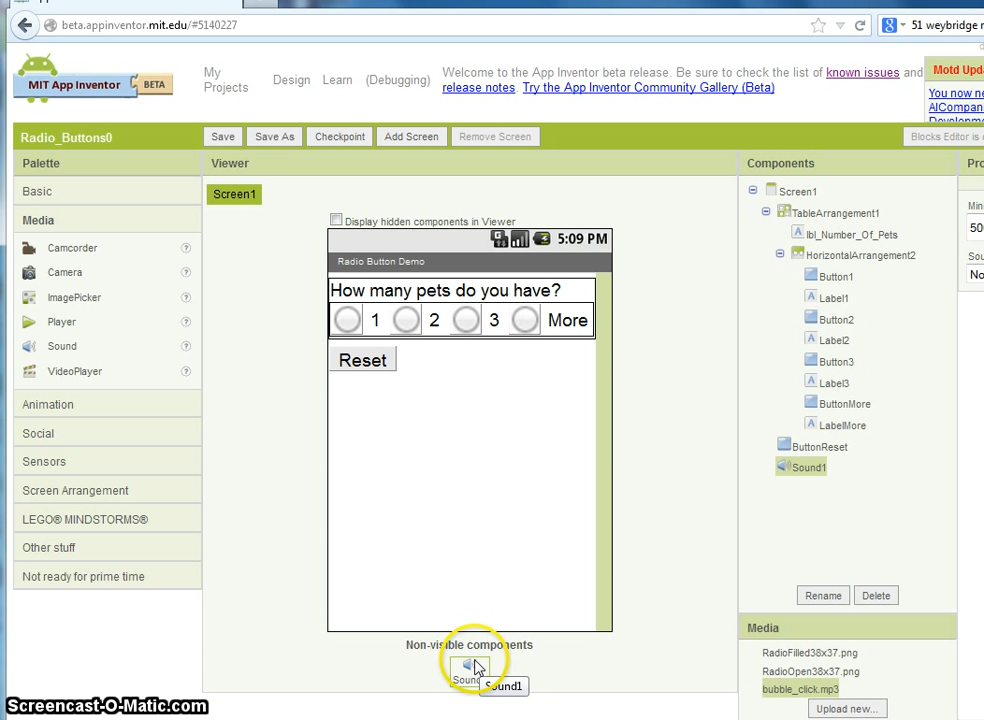 beta.appinventor.mit.edu/#5140227
51 weybridge
MIT App Inventor
BETA
My Projects
Design
Learn
(Debugging)
Welcome to the App Inventor beta release. Be sure to check the list of known issues and
release notes. Try the App Inventor Community Gallery (Beta)
Motd
You now
Radio_Buttons0
Save
Save As
Checkpoint
Add Screen
Remove Screen
Blocks Editor is
Palette
Viewer
Components
Basic
Media
Camcorder
?
Camera
?
ImagePicker
?
Player
?
Sound
?
VideoPlayer
?
Animation
Social
Sensors
Screen Arrangement
LEGO® MINDSTORMS®
Other stuff
Not ready for prime time
Screen1
Display hidden components in Viewer
5:09 PM
Radio Button Demo
How many pets do you have?
1 2 3 More
Reset
Non-visible components
Sound1
Screen1
TableArrangement1
lbl_Number_Of_Pets
HorizontalArrangement2
Button1
Label1
Button2
Label2
Button3
Label3
ButtonMore
LabelMore
ButtonReset
Sound1
Rename
Delete
Media
RadioFilled38x37.png
RadioOpen38x37.png
bubble_click.mp3
Upload new...
Screencast-O-Matic.com